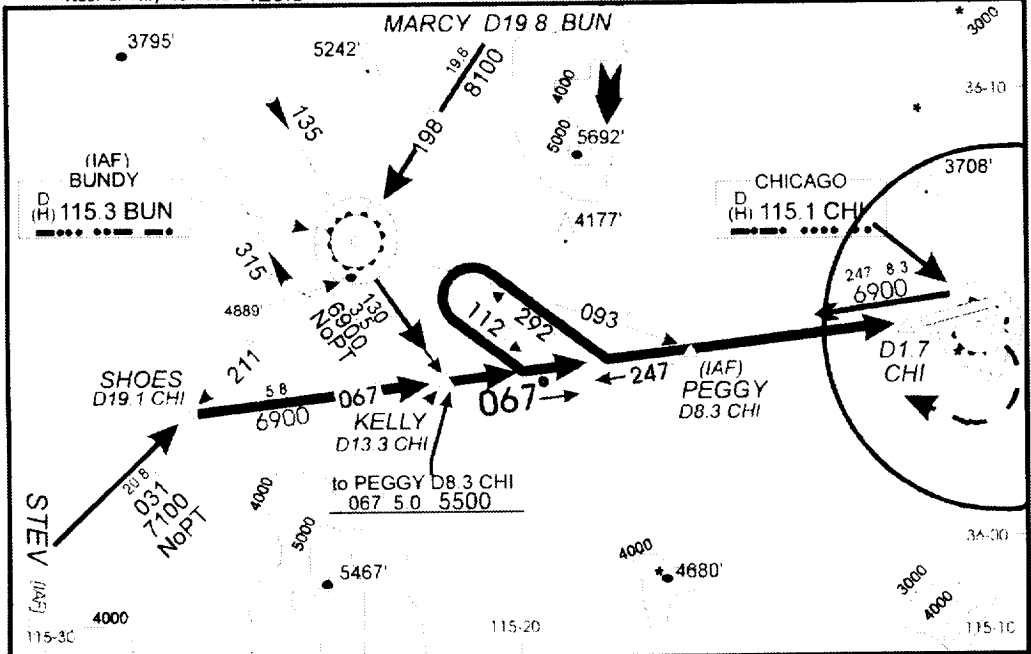 MARCY D19.8 BUN
3795'
5242'
19.8
8100
198
4000
5000
5692'
3000
36-10
135
(IAF)
BUNDY
D
(H) 115.3 BUN
4177'
3708'
CHICAGO
D
(H) 115.1 CHI
315
4889'
130
3.5
6900
NoPT
112
292
093
247 8.3
6900
211
SHOES
D19.1 CHI
5.8
6900
067
KELLY
D13.3 CHI
067°
247
(IAF)
PEGGY
D8.3 CHI
D1.7
CHI
to PEGGY D8.3 CHI
067 5.0 5500
20.8
031
7100
NoPT
STEV (IAF)
4000
5000
5467'
4000
4680'
36-00
3000
4000
4000
115-30
115-20
115-10